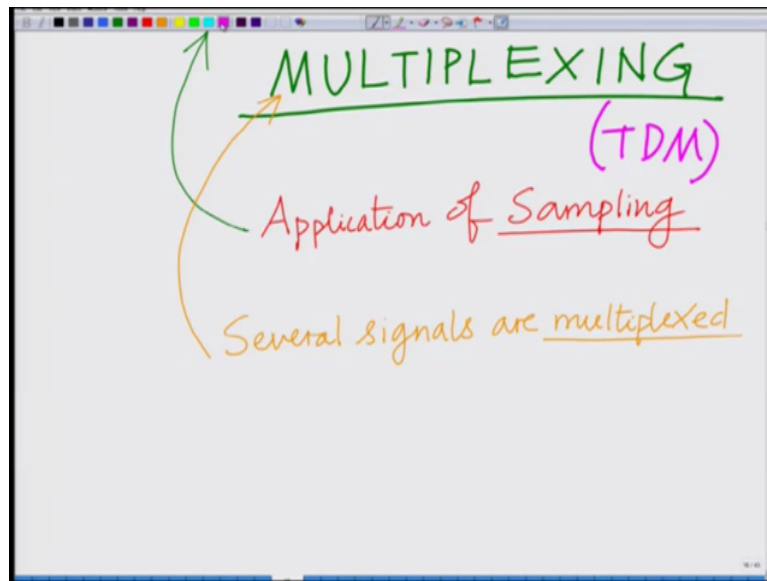 MULTIPLEXING
(TDM)
Application of Sampling
Several signals are multiplexed